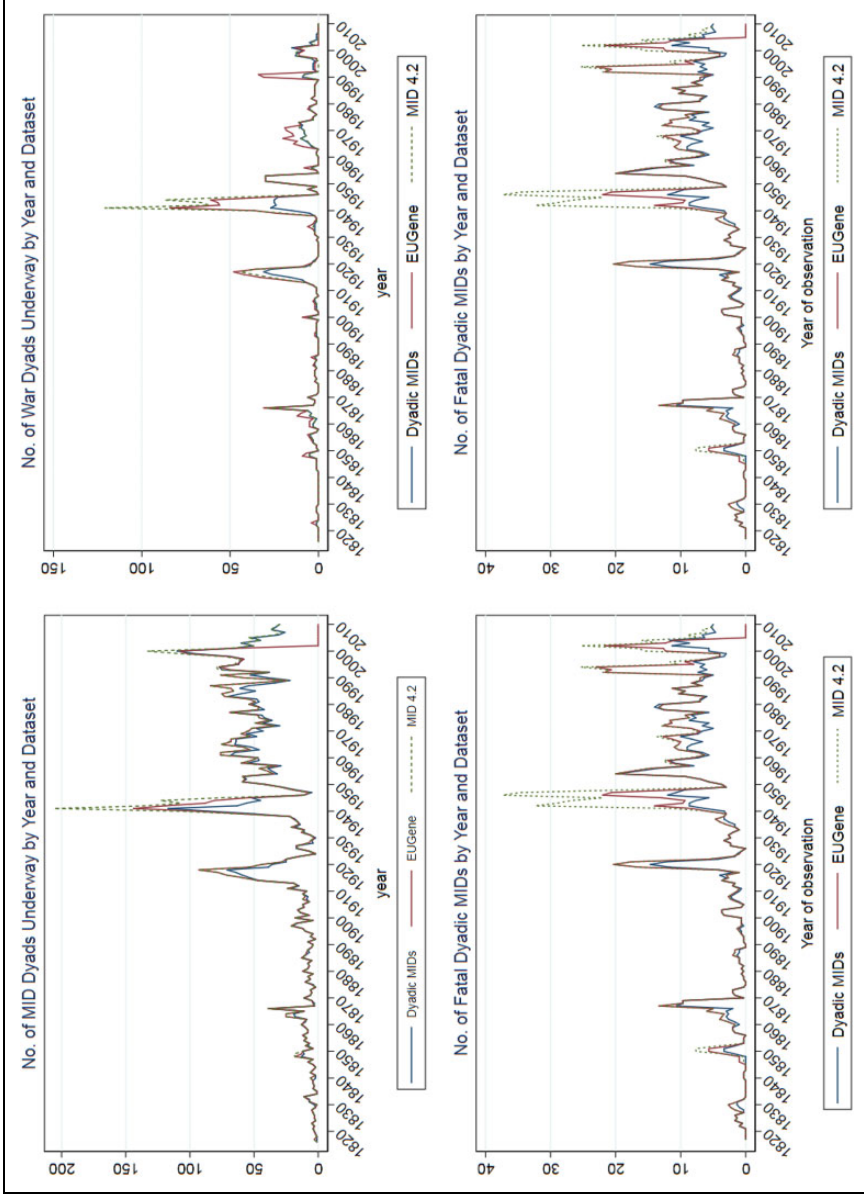 No. of MID Dyads Underway by Year and Dataset
200
150
100
50
0
1820 1830 1840 1850 1860 1870 1880 1890 1900 1910 1920 1930 1940 1950 1960 1970 1980 1990 2000 2010
year
Dyadic MIDs EUGene MID 4.2
No. of War Dyads Underway by Year and Dataset
150
100
50
0
1820 1830 1840 1850 1860 1870 1880 1890 1900 1910 1920 1930 1940 1950 1960 1970 1980 1990 2000 2010
year
Dyadic MIDs EUGene MID 4.2
No. of Fatal Dyadic MIDs by Year and Dataset
40
30
20
10
0
1820 1830 1840 1850 1860 1870 1880 1890 1900 1910 1920 1930 1940 1950 1960 1970 1980 1990 2000 2010
Year of observation
Dyadic MIDs EUGene MID 4.2
No. of Fatal Dyadic MIDs by Year and Dataset
40
30
20
10
0
1820 1830 1840 1850 1860 1870 1880 1890 1900 1910 1920 1930 1940 1950 1960 1970 1980 1990 2000 2010
Year of observation
Dyadic MIDs EUGene MID 4.2